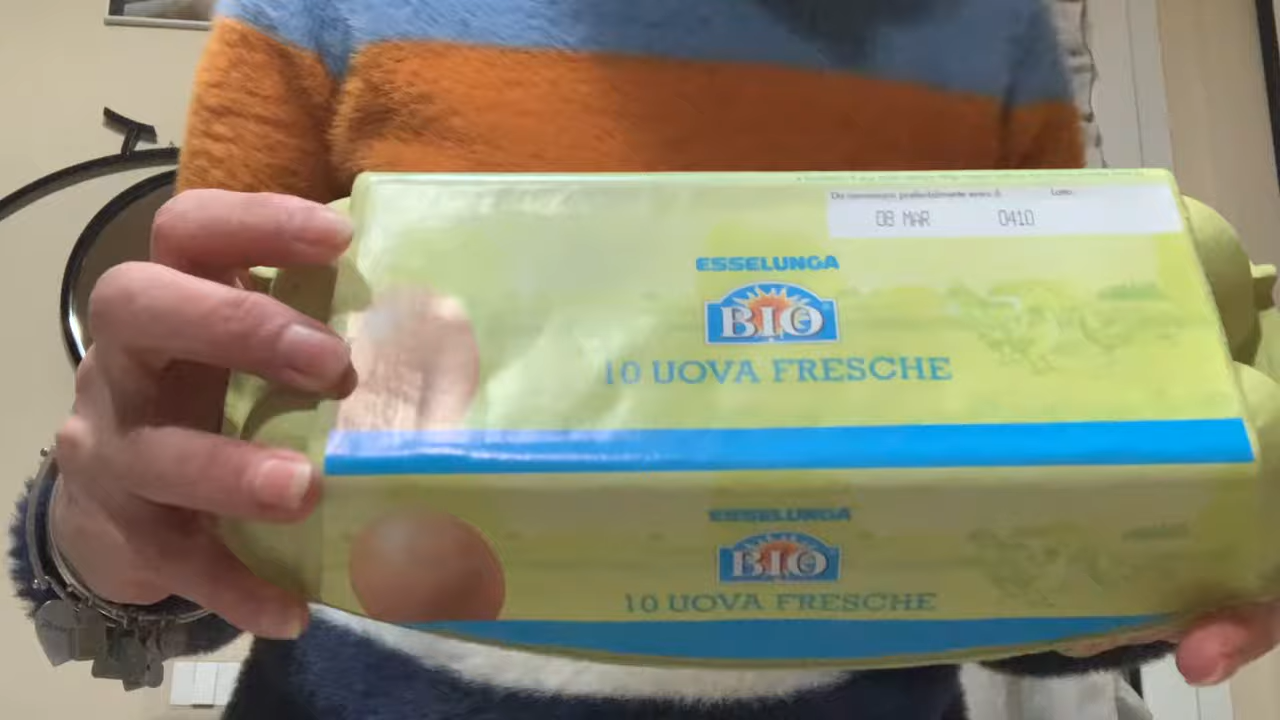 Da consumarsi preferibilmente entro il Lotto
08 MAR 0410
ESSELUNGA
BIO
10 UOVA FRESCHE
ESSELUNGA
BIO
10 UOVA FRESCHE